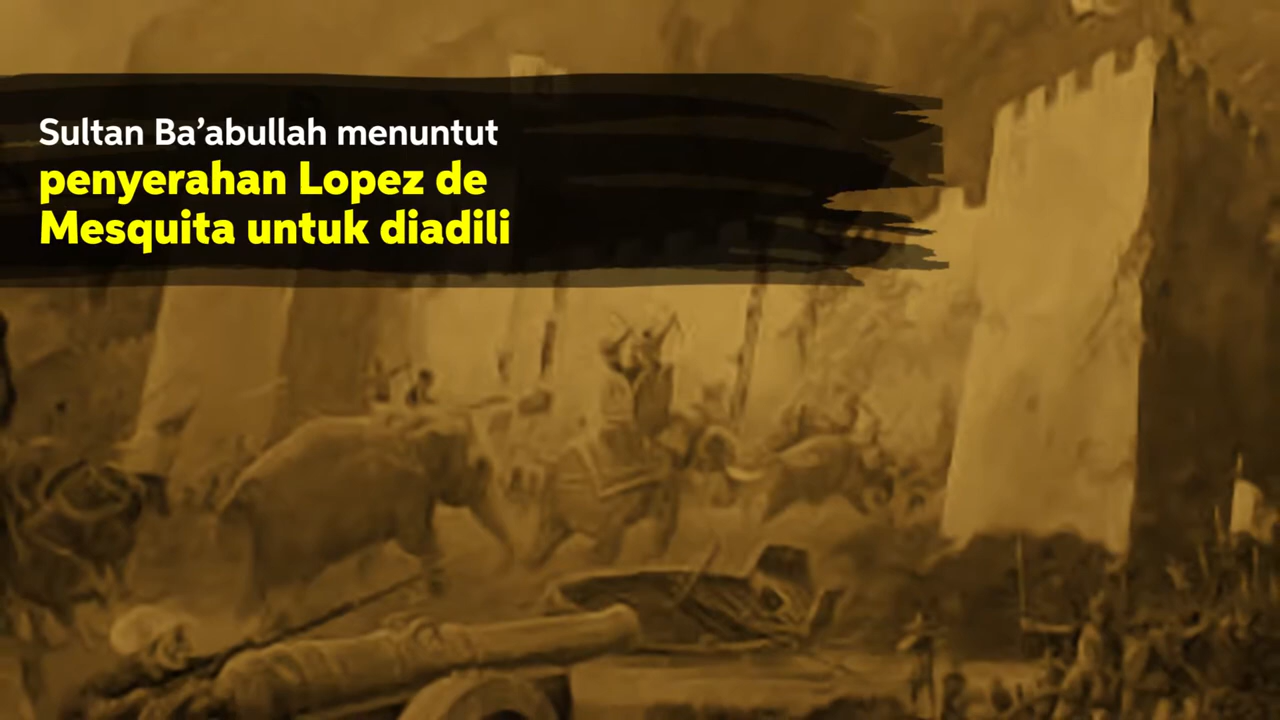 Sultan Ba’abullah menuntut
penyerahan Lopez de
Mesquita untuk diadili